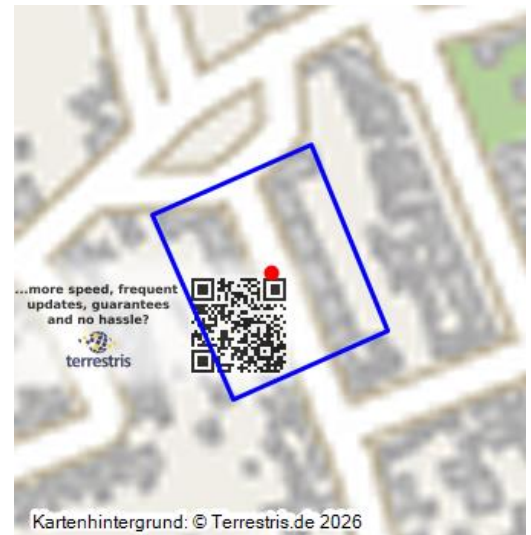 ...more speed, frequent
updates, guarantees
and no hassle?
terrestris
Kartenhintergrund: © Terrestris.de 2026